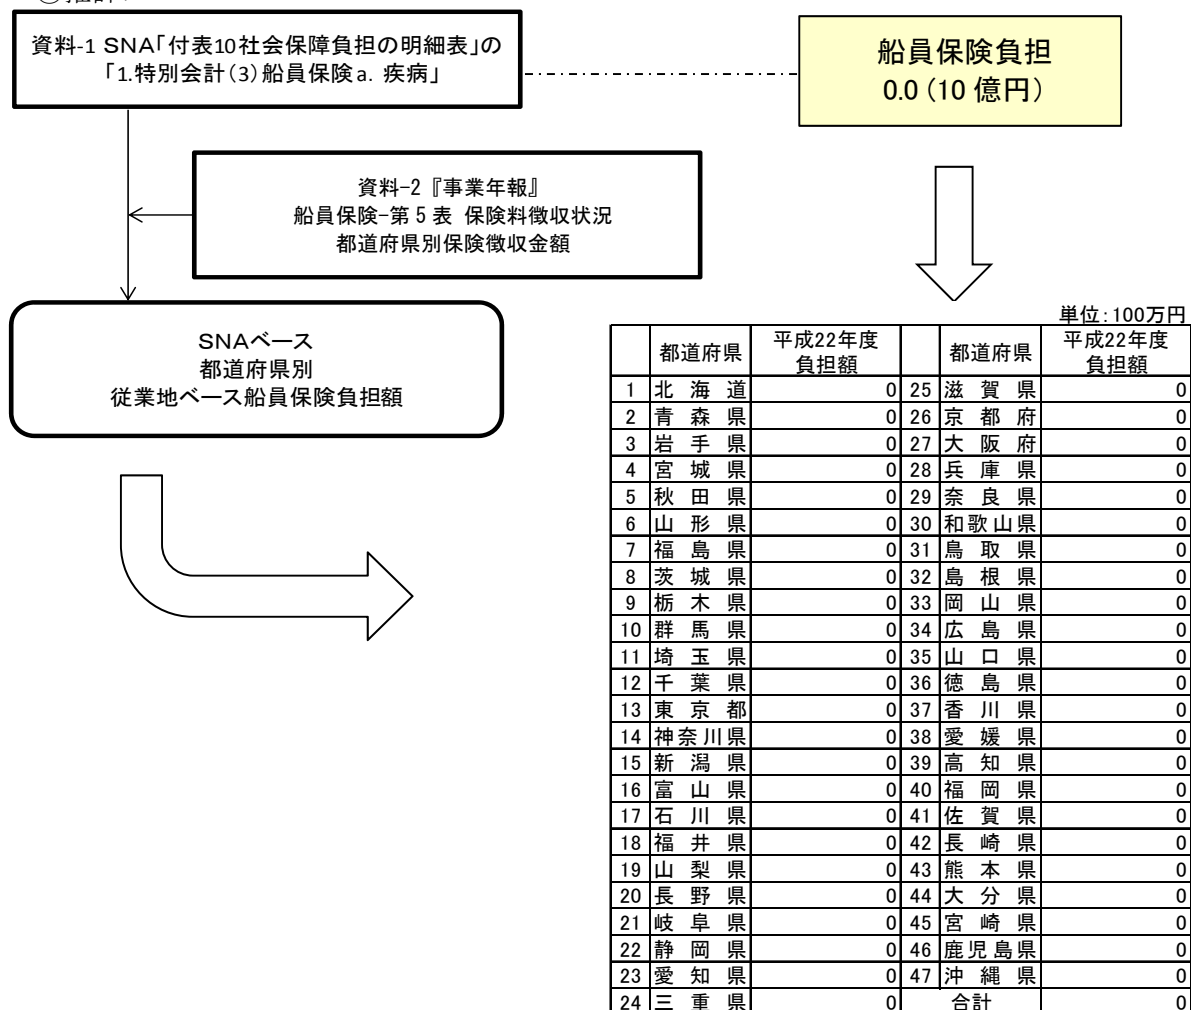 資料-1 SNA「付表10社会保障負担の明細表」の
「1.特別会計(3)船員保険a. 疾病」
船員保険負担
0.0(10 億円)
資料-2『事業年報』
船員保険-第 5 表 保険料徴収状況
都道府県別保険徴収金額
SNAベース
都道府県別
従業地ベース船員保険負担額
単位:100万円
都道府県 平成22年度 負担額 都道府県 平成22年度 負担額
1 北海道 0 25 滋賀県 0
2 青森県 0 26 京都府 0
3 岩手県 0 27 大阪府 0
4 宮城県 0 28 兵庫県 0
5 秋田県 0 29 奈良県 0
6 山形県 0 30 和歌山県 0
7 福島県 0 31 鳥取県 0
8 茨城県 0 32 島根県 0
9 栃木県 0 33 岡山県 0
10 群馬県 0 34 広島県 0
11 埼玉県 0 35 山口県 0
12 千葉県 0 36 徳島県 0
13 東京都 0 37 香川県 0
14 神奈川県 0 38 愛媛県 0
15 新潟県 0 39 高知県 0
16 富山県 0 40 福岡県 0
17 石川県 0 41 佐賀県 0
18 福井県 0 42 長崎県 0
19 山梨県 0 43 熊本県 0
20 長野県 0 44 大分県 0
21 岐阜県 0 45 宮崎県 0
22 静岡県 0 46 鹿児島県 0
23 愛知県 0 47 沖縄県 0
24 三重県 0 合計 0